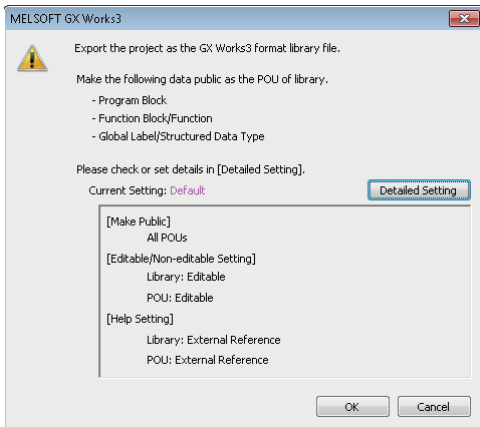 MELSOFT GX Works3
Export the project as the GX Works3 format library file.
Make the following data public as the POU of library.
- Program Block
- Function Block/Function
- Global Label/Structured Data Type
Please check or set details in [Detailed Setting].
Current Setting: Default
Detailed Setting
[Make Public]
All POUs
[Editable/Non-editable Setting]
Library: Editable
POU: Editable
[Help Setting]
Library: External Reference
POU: External Reference
OK
Cancel